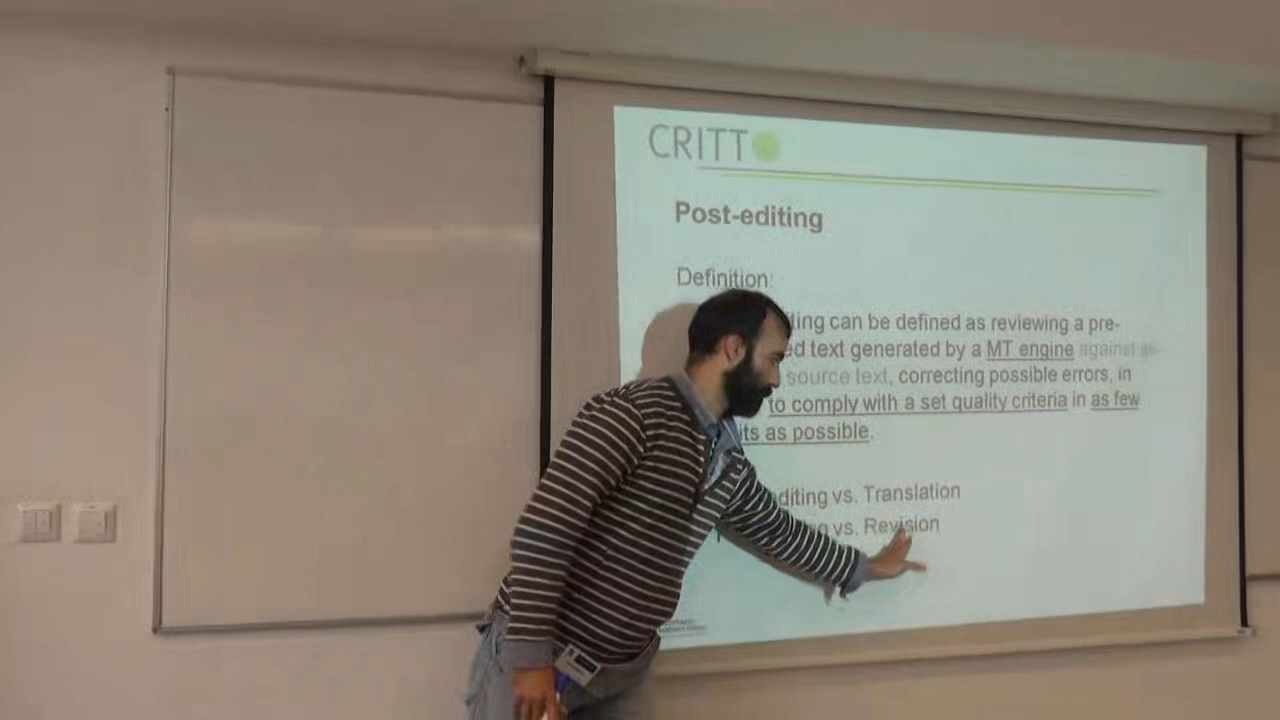 CRITT
Post-editing
Definition:
ting can be defined as reviewing a pre-
ed text generated by a MT engine against
source text, correcting possible errors, in
to comply with a set quality criteria in as few
its as possible.
diting vs. Translation
vs. Revision